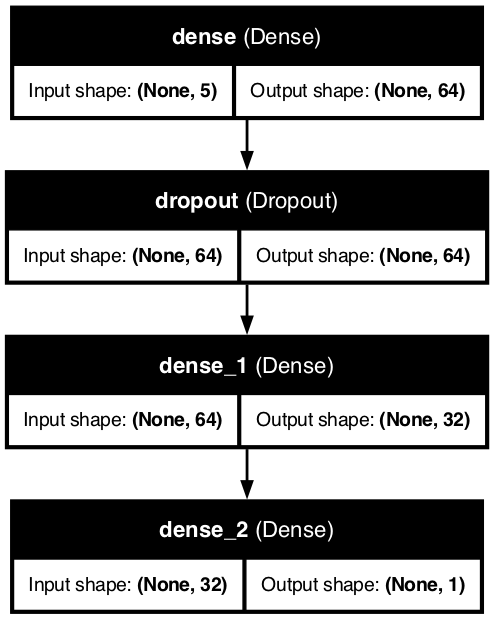 dense (Dense)
Input shape: (None, 5) Output shape: (None, 64)
dropout (Dropout)
Input shape: (None, 64) Output shape: (None, 64)
dense_1 (Dense)
Input shape: (None, 64) Output shape: (None, 32)
dense_2 (Dense)
Input shape: (None, 32) Output shape: (None, 1)